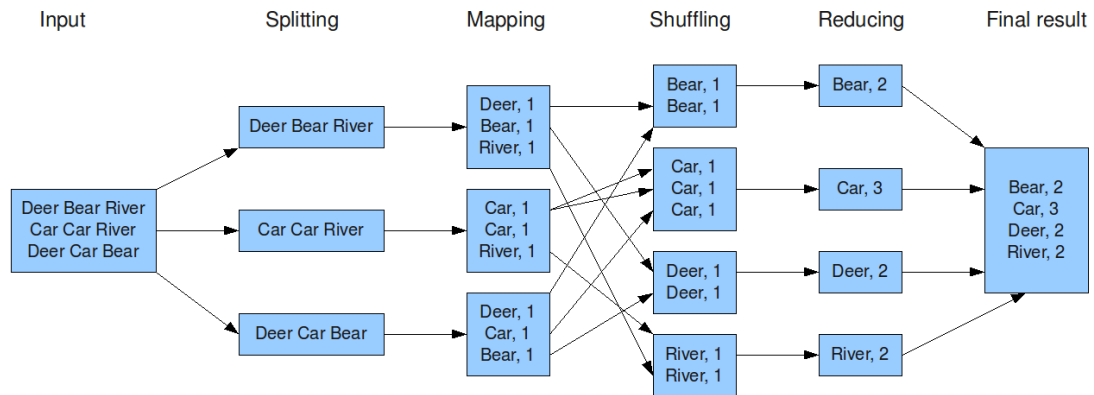 Input
Splitting
Mapping
Shuffling
Reducing
Final result
Deer Bear River
Car Car River
Deer Car Bear
Deer Bear River
Car Car River
Deer Car Bear
Deer, 1
Bear, 1
River, 1
Car, 1
Car, 1
River, 1
Deer, 1
Car, 1
Bear, 1
Bear, 1
Bear, 1
Car, 1
Car, 1
Car, 1
Deer, 1
Deer, 1
River, 1
River, 1
Bear, 2
Car, 3
Deer, 2
River, 2
Bear, 2
Car, 3
Deer, 2
River, 2